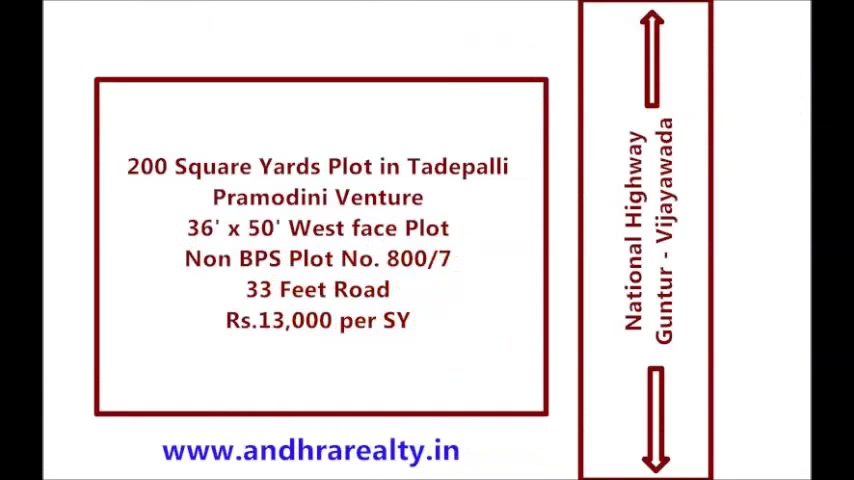 200 Square Yards Plot in Tadepalli
Pramodini Venture
36' x 50' West face Plot
Non BPS Plot No. 800/7
33 Feet Road
Rs.13,000 per SY
www.andhrarealty.in
National Highway
Guntur - Vijayawada